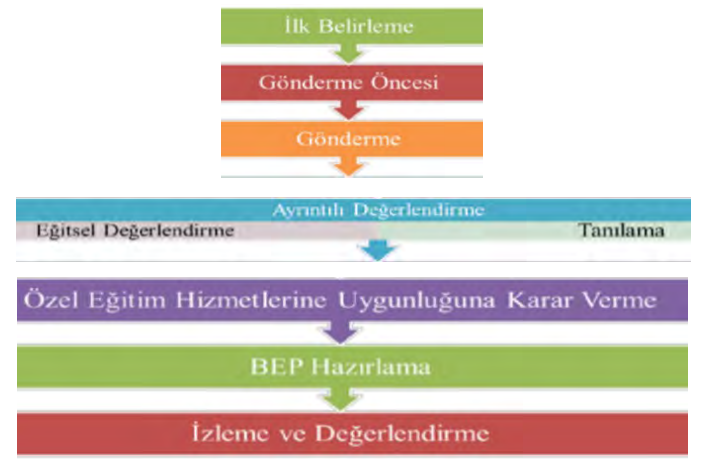 İlk Belirleme
Gönderme Öncesi
Gönderme
Ayrıntılı Değerlendirme
Eğitsel Değerlendirme Tanılama
Özel Eğitim Hizmetlerine Uygunluğuna Karar Verme
BEP Hazırlama
İzleme ve Değerlendirme